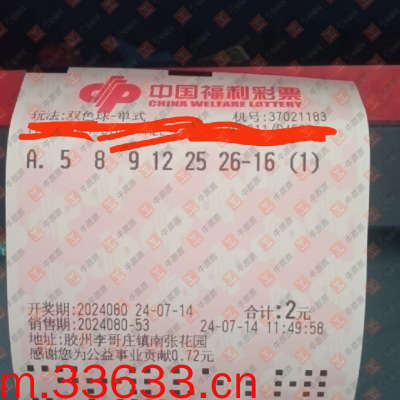 中国福利彩票
CHINA WELFARE LOTTERY
玩法:双色球-单式 机号:37021183
A. 5 8 9 12 25 26-16 (1)
开奖期:2024080 24-07-14 合计:2元
销售期:2024080-53 24-07-14 11:49:58
地址:胶州李哥庄镇南张花园
感谢您为公益事业贡献0.72元
m.33633.cn